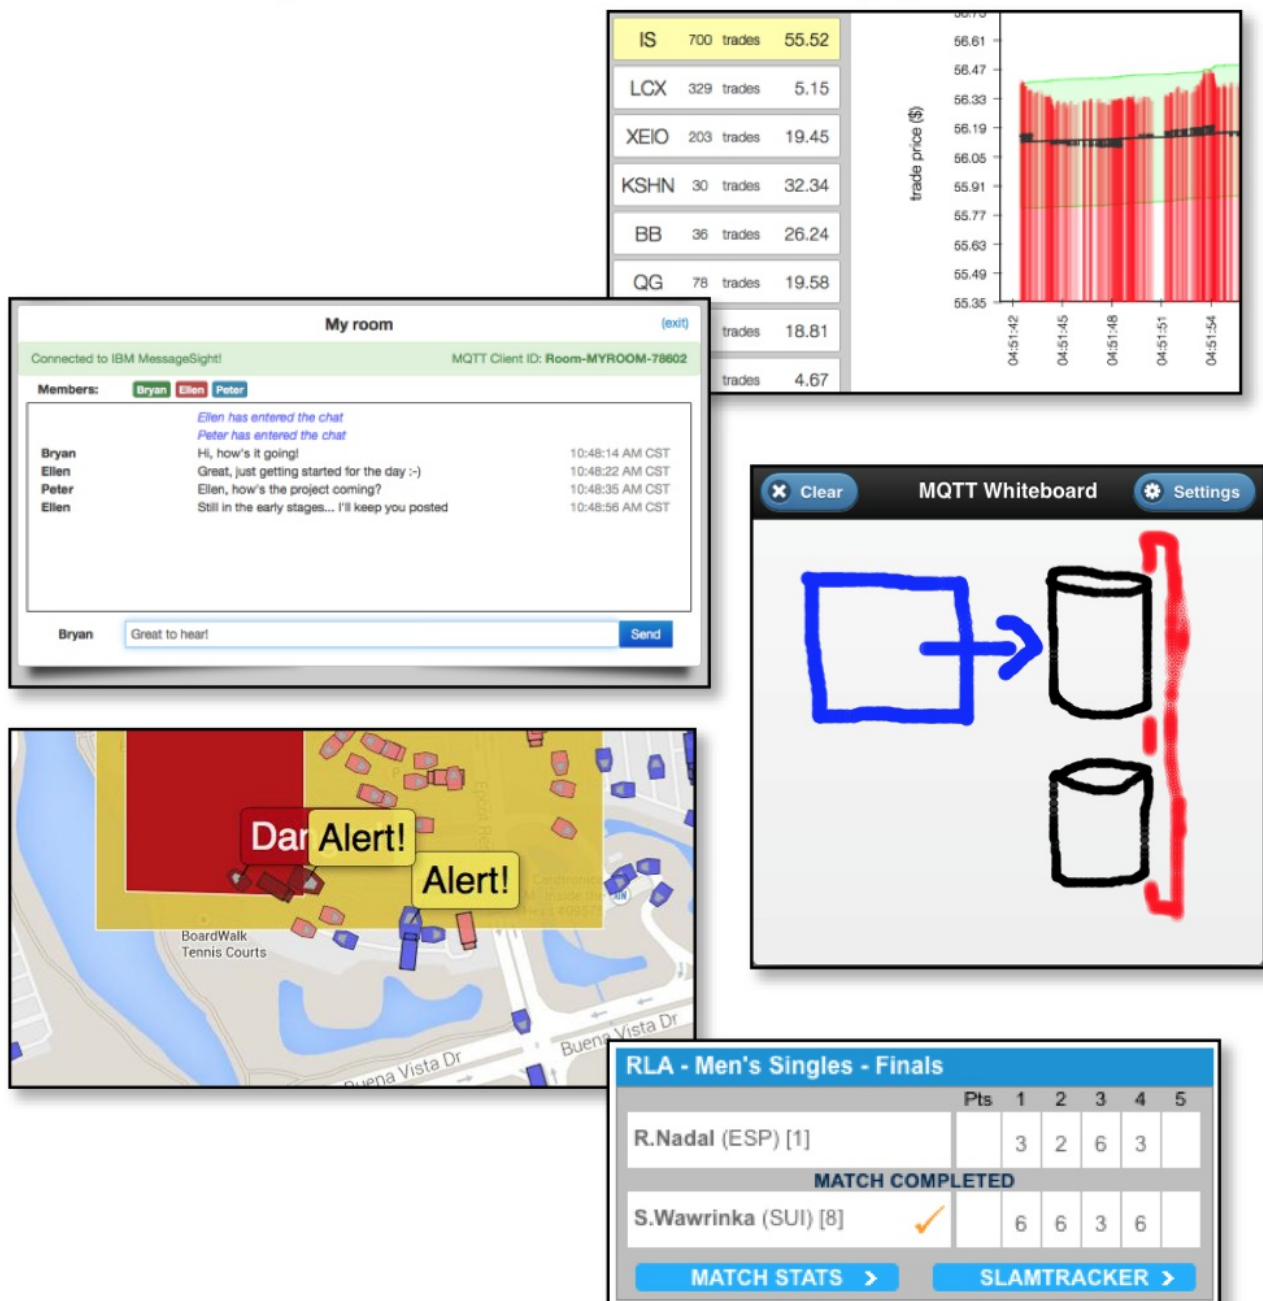 IS 700 trades 55.52
LCX 329 trades 5.15
XEIO 203 trades 19.45
KSHN 30 trades 32.34
BB 36 trades 26.24
QG 78 trades 19.58
trades 18.81
trades 4.67
trade price ($)
56.61
56.47
56.33
56.19
56.05
55.91
55.77
55.63
55.49
55.35
04:51:42
04:51:45
04:51:48
04:51:51
04:51:54
My room (exit)
Connected to IBM MessageSight! MQTT Client ID: Room-MYROOM-78602
Members: Bryan Ellen Peter
Ellen has entered the chat
Peter has entered the chat
Bryan Hi, how's it going! 10:48:14 AM CST
Ellen Great, just getting started for the day :-) 10:48:22 AM CST
Peter Ellen, how's the project coming? 10:48:35 AM CST
Ellen Still in the early stages... I'll keep you posted 10:48:56 AM CST
Bryan Great to hear! Send
Clear MQTT Whiteboard Settings
Alert!
Alert!
BoardWalk
Tennis Courts
Buena Vista Dr
Buena Vista Dr
RLA - Men's Singles - Finals
Pts 1 2 3 4 5
R.Nadal (ESP) [1] 3 2 6 3
MATCH COMPLETED
S.Wawrinka (SUI) [8] 6 6 3 6
MATCH STATS
SLAMTRACKER